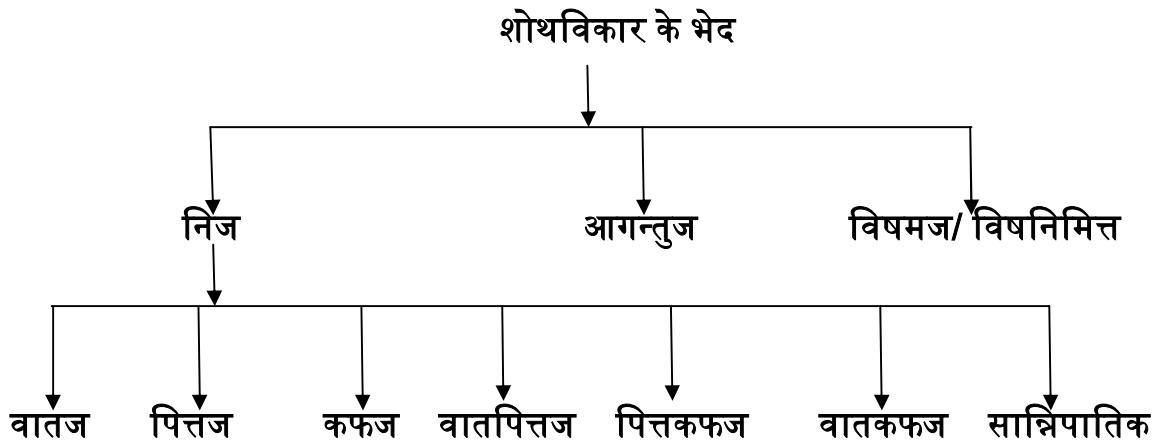 शोथविकार के भेद
निज आगन्तुज विषमज/ विषनिमित्त
वातज पित्तज कफज वातपित्तज पित्तकफज वातकफज सान्निपातिक